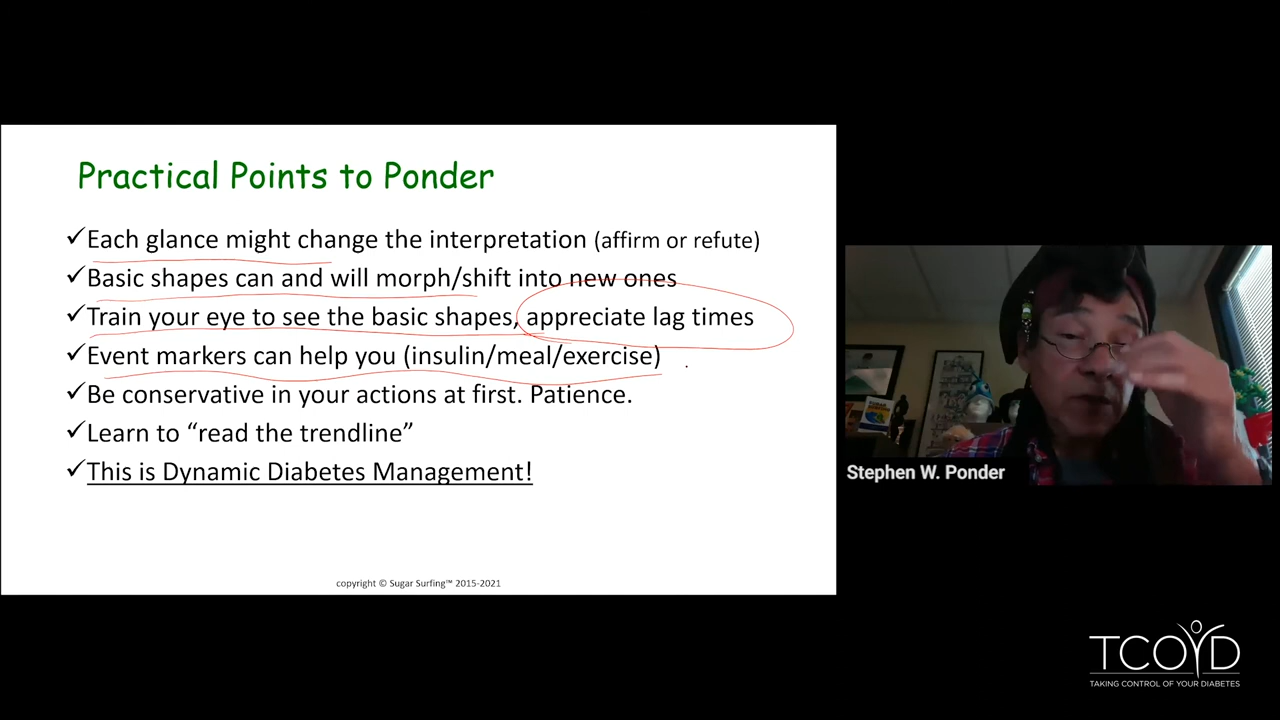 Practical Points to Ponder
✓Each glance might change the interpretation (affirm or refute)
✓Basic shapes can and will morph/shift into new ones
✓Train your eye to see the basic shapes, appreciate lag times
✓Event markers can help you (insulin/meal/exercise)
✓Be conservative in your actions at first. Patience.
✓Learn to “read the trendline”
✓This is Dynamic Diabetes Management!
copyright © Sugar Surfing™ 2015-2021
Stephen W. Ponder
TCOYD
TAKING CONTROL OF YOUR DIABETES